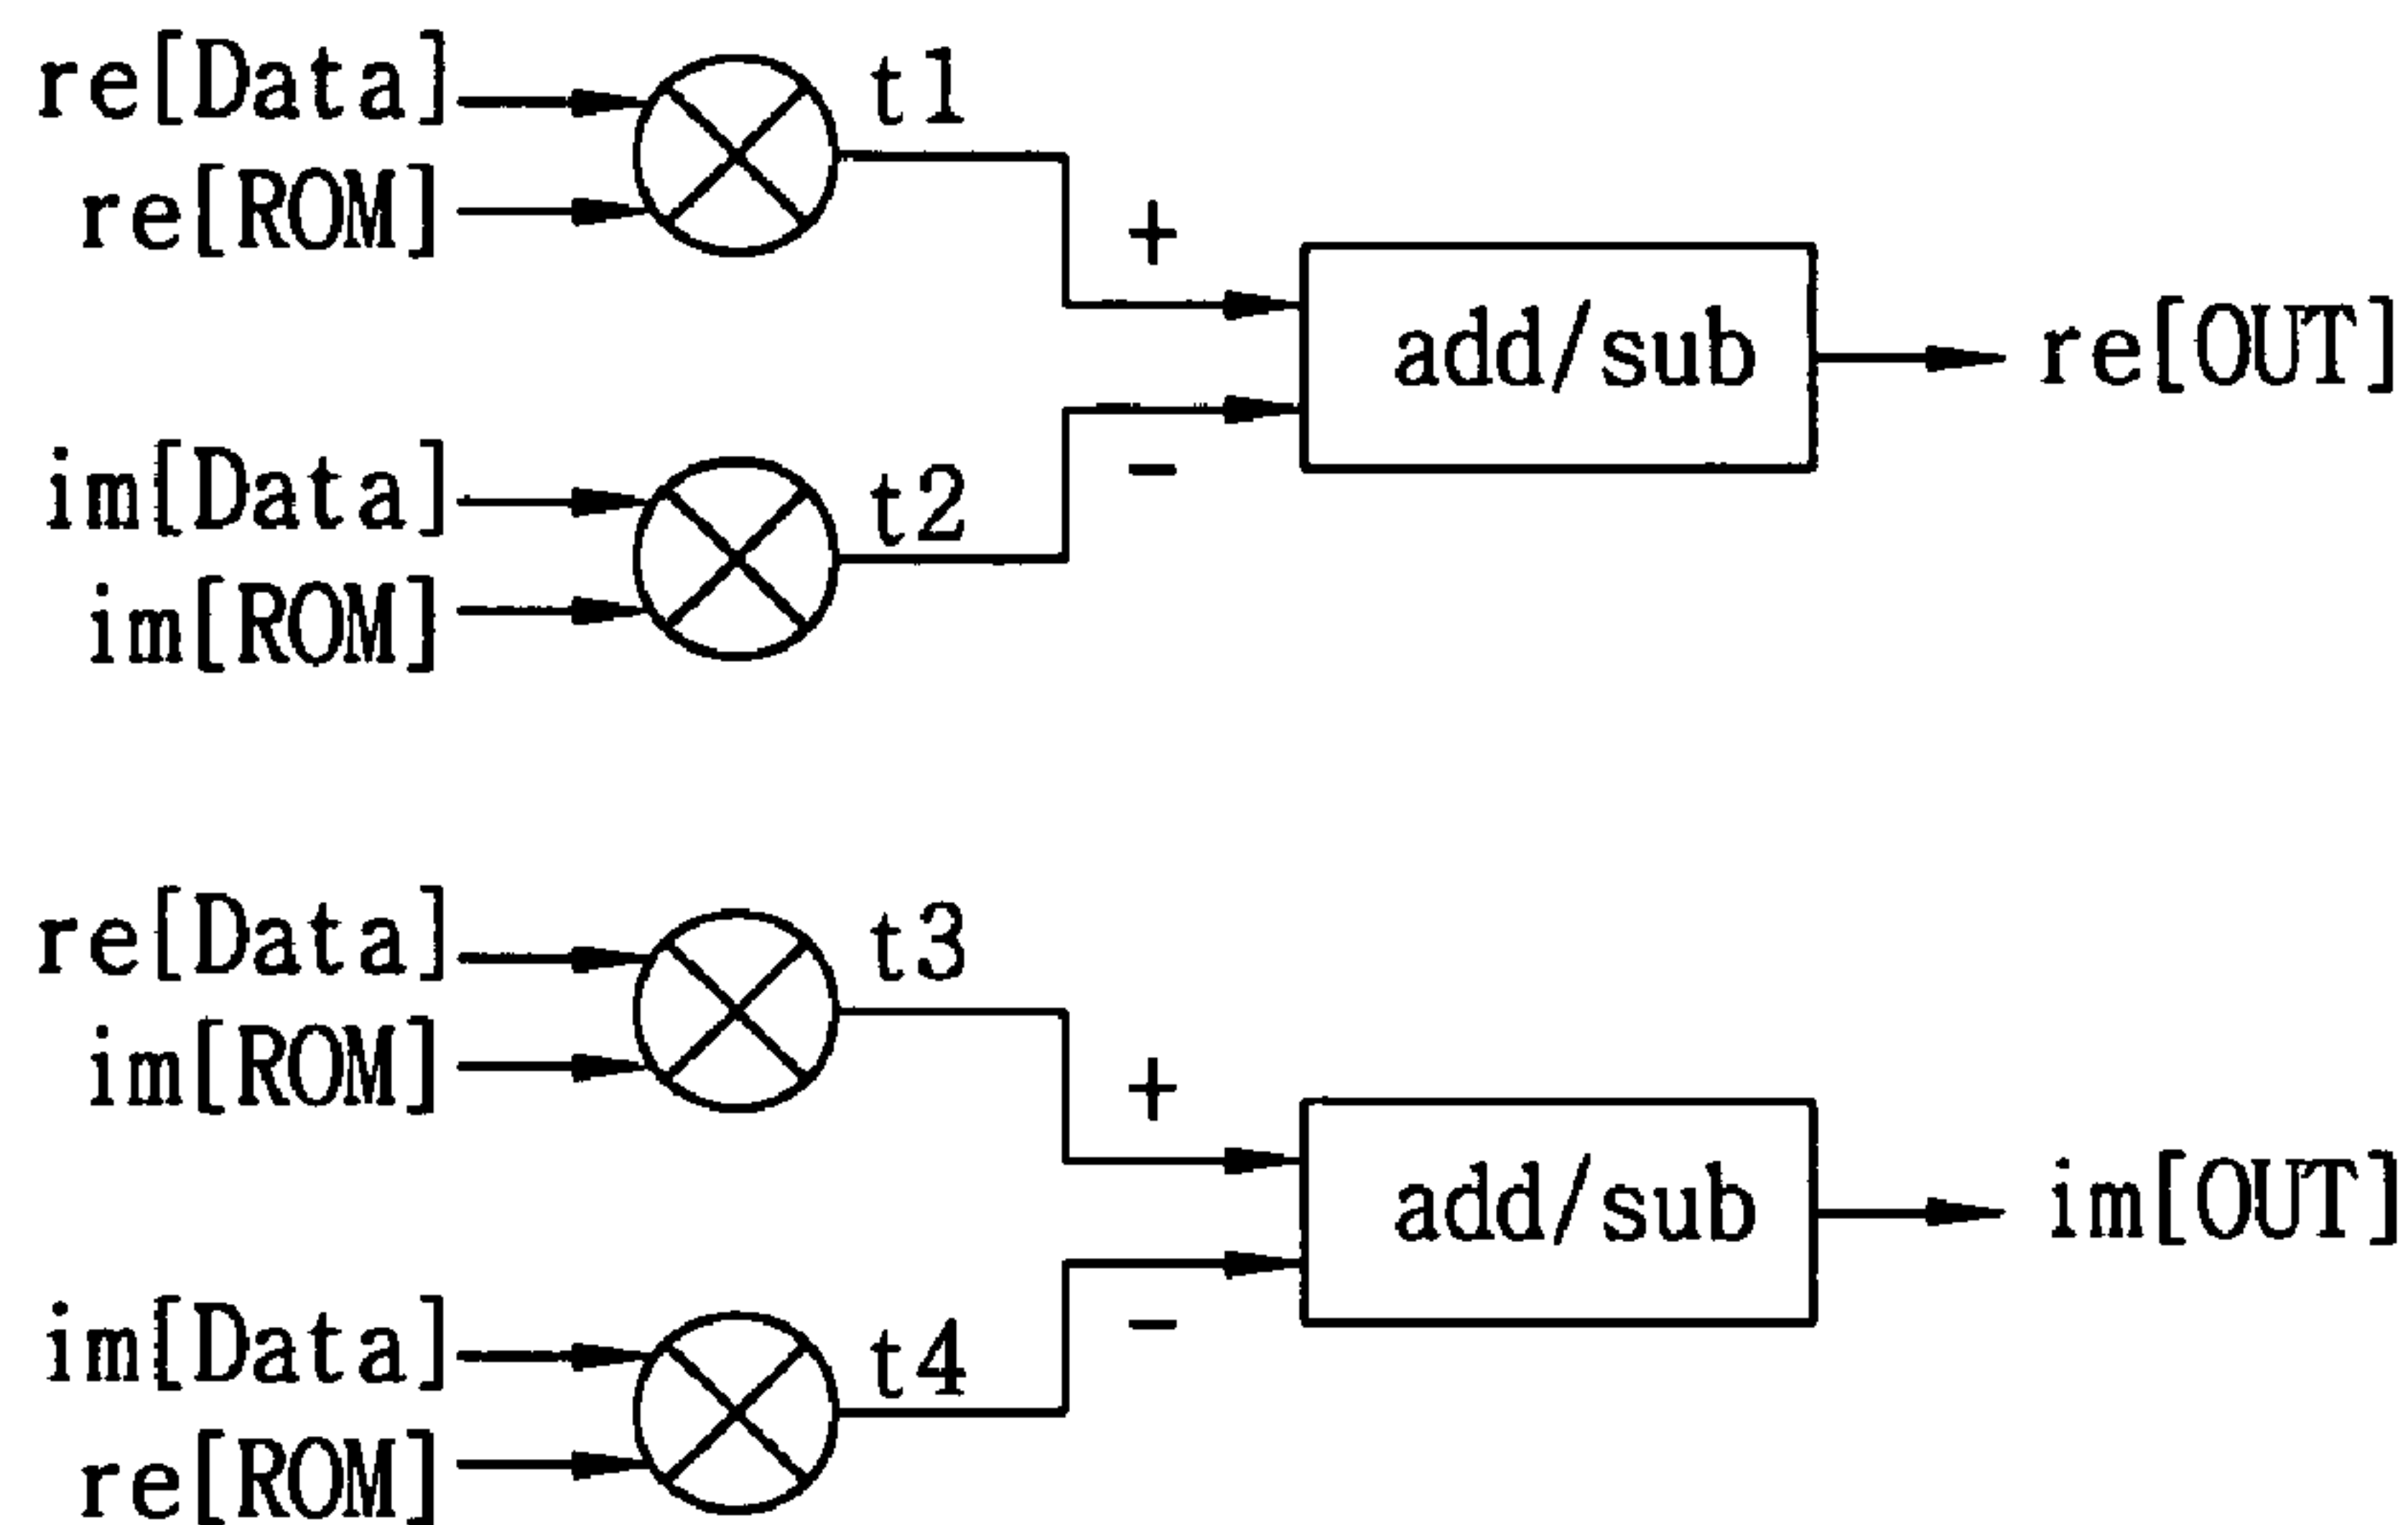 re[Data]
t1
re[ROM]
+
add/sub
re[OUT]
im[Data]
t2
-
im[ROM]
re[Data]
t3
im[ROM]
+
add/sub
im[OUT]
im[Data]
t4
-
re[ROM]